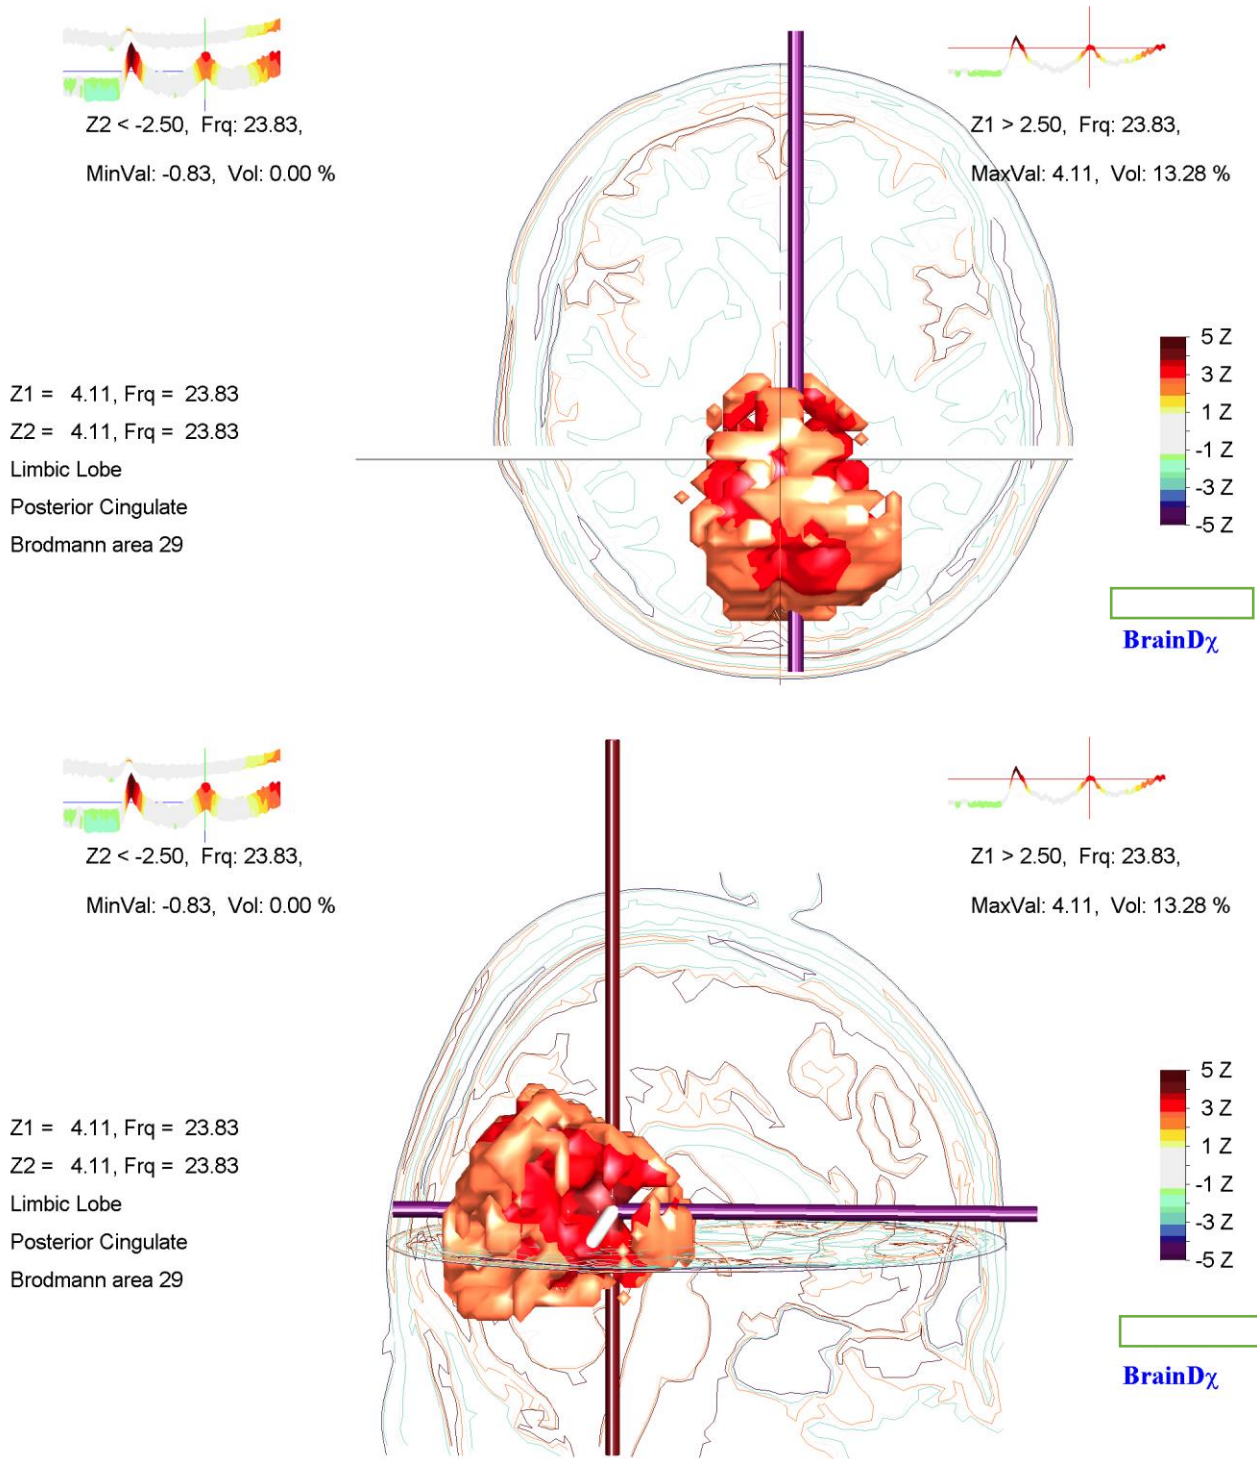 Z2 < -2.50, Frq: 23.83,
MinVal: -0.83, Vol: 0.00 %
Z1 > 2.50, Frq: 23.83,
MaxVal: 4.11, Vol: 13.28 %
Z1 = 4.11, Frq = 23.83
Z2 = 4.11, Frq = 23.83
Limbic Lobe
Posterior Cingulate
Brodmann area 29
5 Z
3 Z
1 Z
-1 Z
-3 Z
-5 Z
BrainDχ
Z2 < -2.50, Frq: 23.83,
MinVal: -0.83, Vol: 0.00 %
Z1 > 2.50, Frq: 23.83,
MaxVal: 4.11, Vol: 13.28 %
Z1 = 4.11, Frq = 23.83
Z2 = 4.11, Frq = 23.83
Limbic Lobe
Posterior Cingulate
Brodmann area 29
5 Z
3 Z
1 Z
-1 Z
-3 Z
-5 Z
BrainDχ